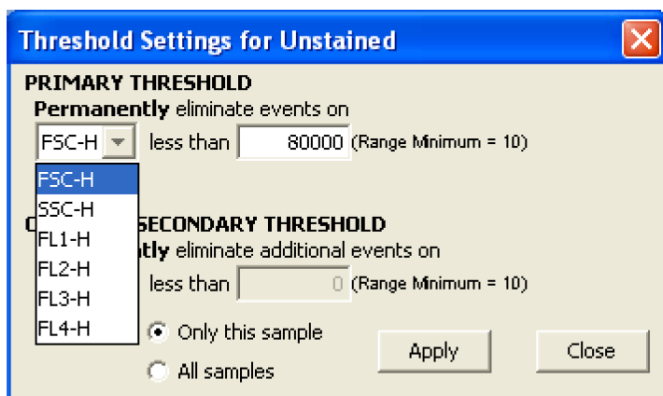 Threshold Settings for Unstained
PRIMARY THRESHOLD
Permanently eliminate events on
FSC-H less than 80000 (Range Minimum = 10)
FSC-H
SSC-H
SECONDARY THRESHOLD
FL1-H
eliminate additional events on
FL2-H
less than 0 (Range Minimum = 10)
FL3-H
FL4-H
Only this sample
All samples
Apply
Close